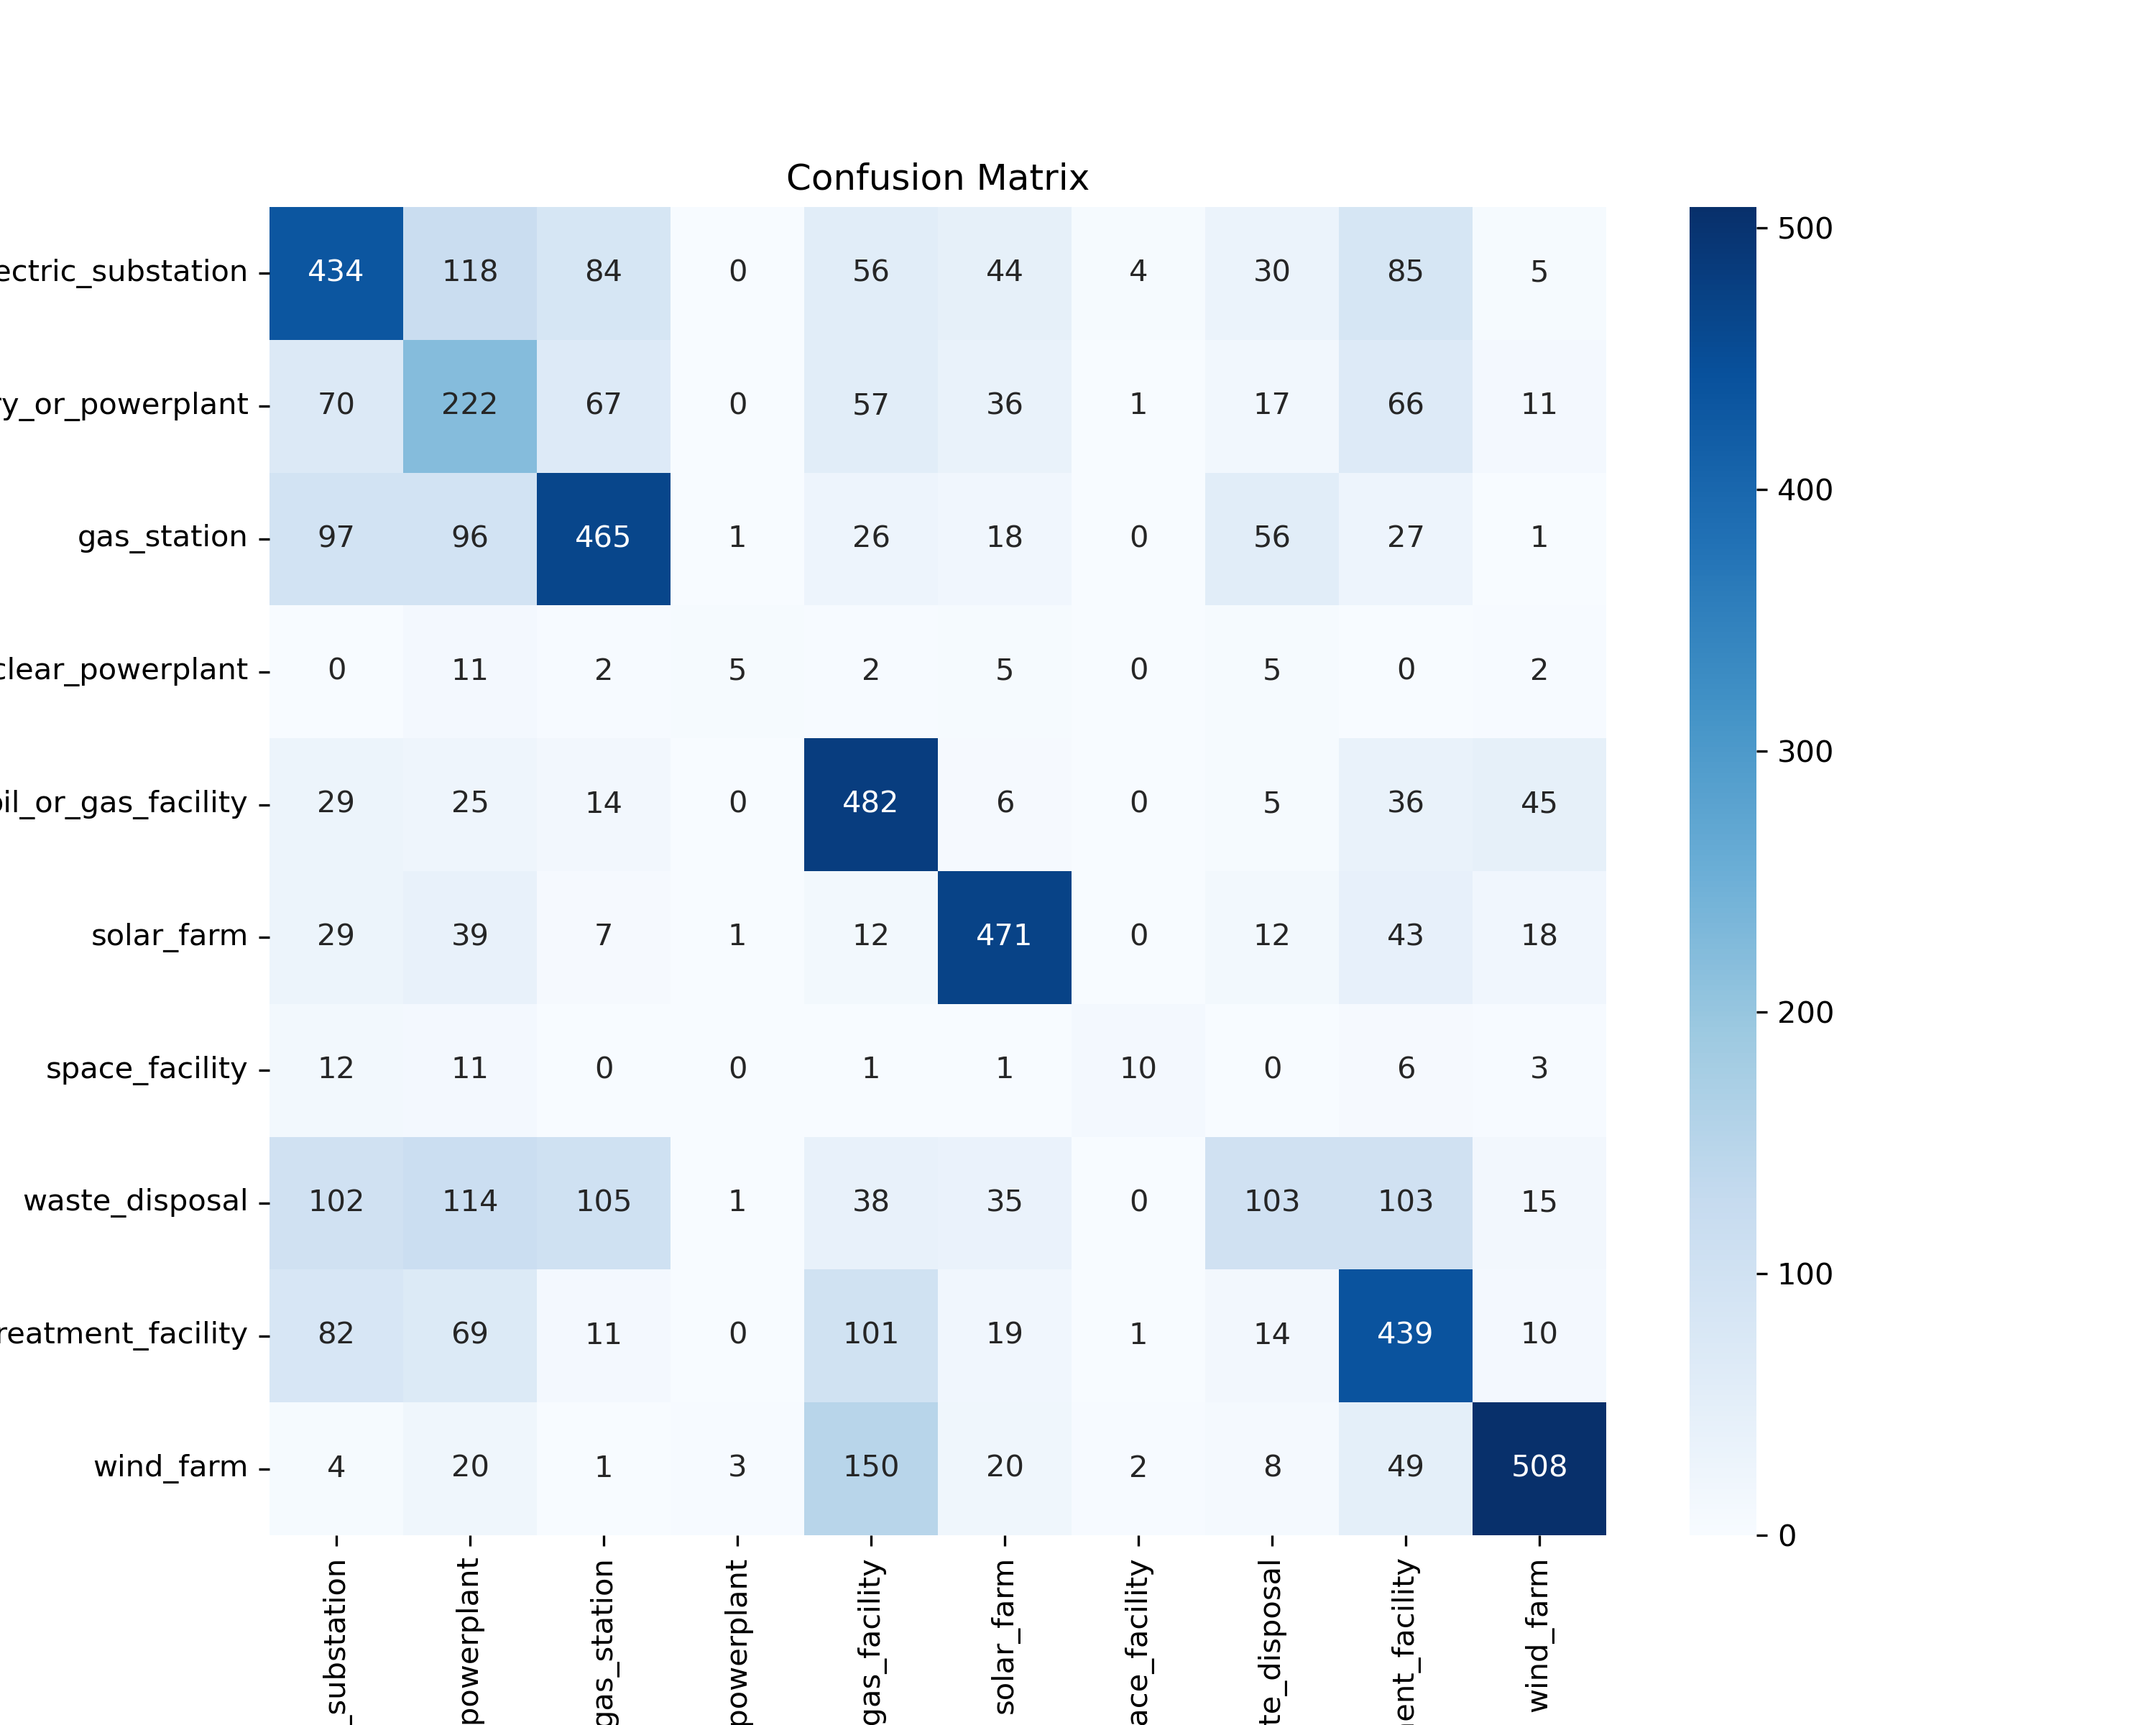 Confusion Matrix
ectric_substation 434 118 84 0 56 44 4 30 85 5
y_or_powerplant 70 222 67 0 57 36 1 17 66 11
gas_station 97 96 465 1 26 18 0 56 27 1
clear_powerplant 0 11 2 5 2 5 0 5 0 2
oil_or_gas_facility 29 25 14 0 482 6 0 5 36 45
solar_farm 29 39 7 1 12 471 0 12 43 18
space_facility 12 11 0 0 1 1 10 0 6 3
waste_disposal 102 114 105 1 38 35 0 103 103 15
reatment_facility 82 69 11 0 101 19 1 14 439 10
wind_farm 4 20 1 3 150 20 2 8 49 508
_substation
powerplant
gas_station
powerplant
gas_facility
solar_farm
ace_facility
te_disposal
ent_facility
wind_farm
500
400
300
200
100
0